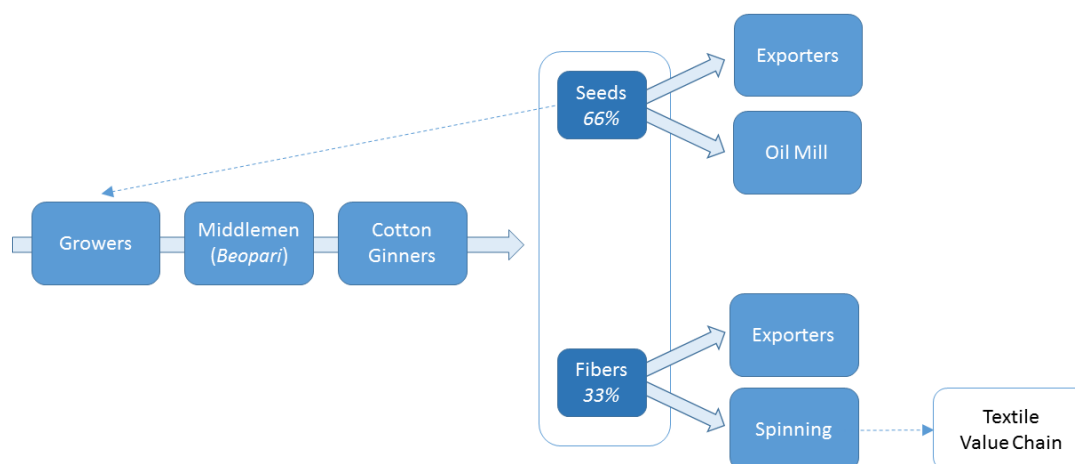 Exporters
Seeds
66%
Oil Mill
Growers
Middlemen
(Beopari)
Cotton
Ginners
Exporters
Fibers
33%
Spinning
Textile
Value Chain